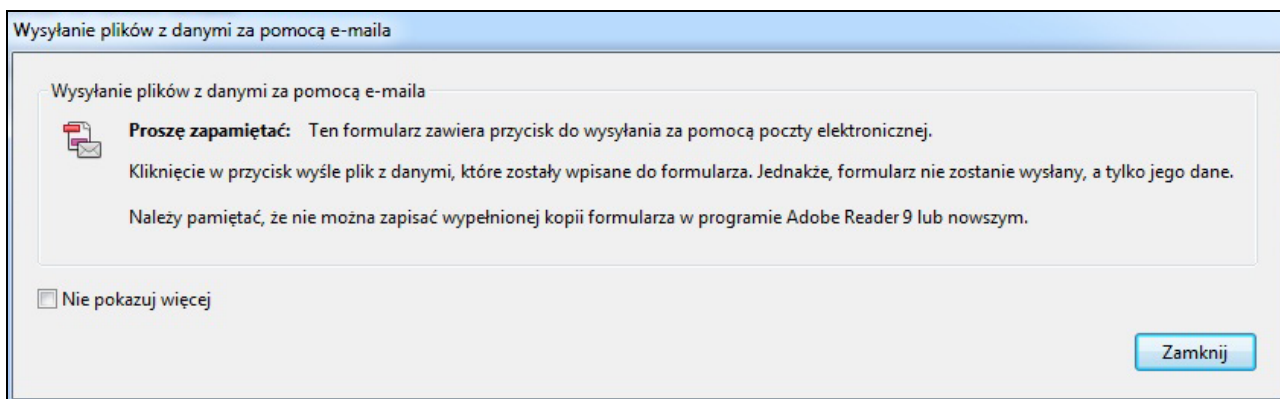 Wysyłanie plików z danymi za pomocą e-maila
Wysyłanie plików z danymi za pomocą e-maila
Proszę zapamiętać: Ten formularz zawiera przycisk do wysyłania za pomocą poczty elektronicznej.
Kliknięcie w przycisk wyśle plik z danymi, które zostały wpisane do formularza. Jednakże, formularz nie zostanie wysłany, a tylko jego dane.
Należy pamiętać, że nie można zapisać wypełnionej kopii formularza w programie Adobe Reader 9 lub nowszym.
Nie pokazuj więcej
Zamknij